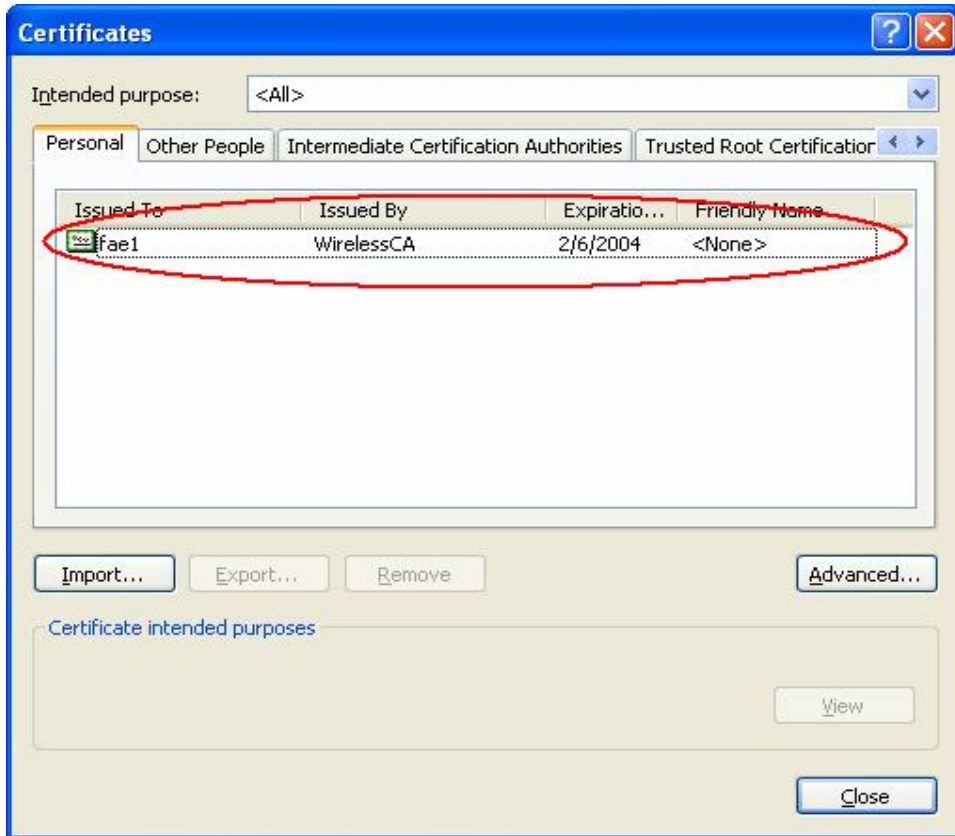 Certificates
Intended purpose: <All>
Personal Other People Intermediate Certification Authorities Trusted Root Certification
Issued To Issued By Expiratio... Friendly Name
fae1 WirelessCA 2/6/2004 <None>
Import... Export... Remove Advanced...
Certificate intended purposes
View
Close